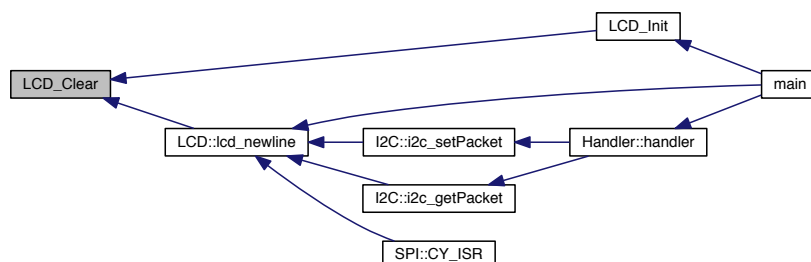 LCD_Init
LCD_Clear
main
LCD::lcd_newline
I2C::i2c_setPacket
Handler::handler
I2C::i2c_getPacket
SPI::CY_ISR